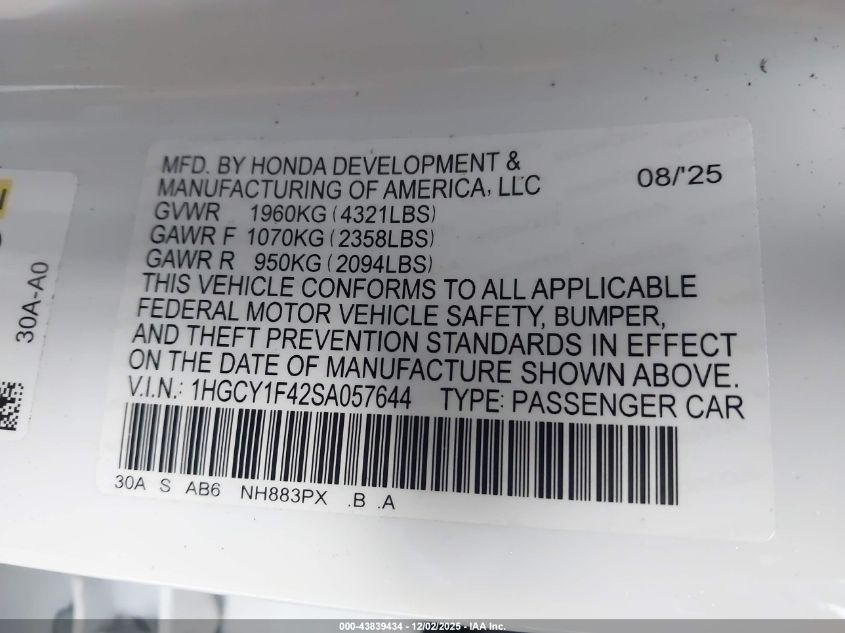 MFD. BY HONDA DEVELOPMENT & 08/'25
MANUFACTURING OF AMERICA, LLC
GVWR 1960KG (4321LBS)
GAWR F 1070KG (2358LBS)
GAWR R 950KG (2094LBS)
THIS VEHICLE CONFORMS TO ALL APPLICABLE
FEDERAL MOTOR VEHICLE SAFETY, BUMPER,
AND THEFT PREVENTION STANDARDS IN EFFECT
ON THE DATE OF MANUFACTURE SHOWN ABOVE.
V.I.N.: 1HGCY1F42SA057644 TYPE: PASSENGER CAR
30A S AB6 NH883PX .B .A
30A-A0
000-43839434 - 12/02/2025 - IAA Inc.